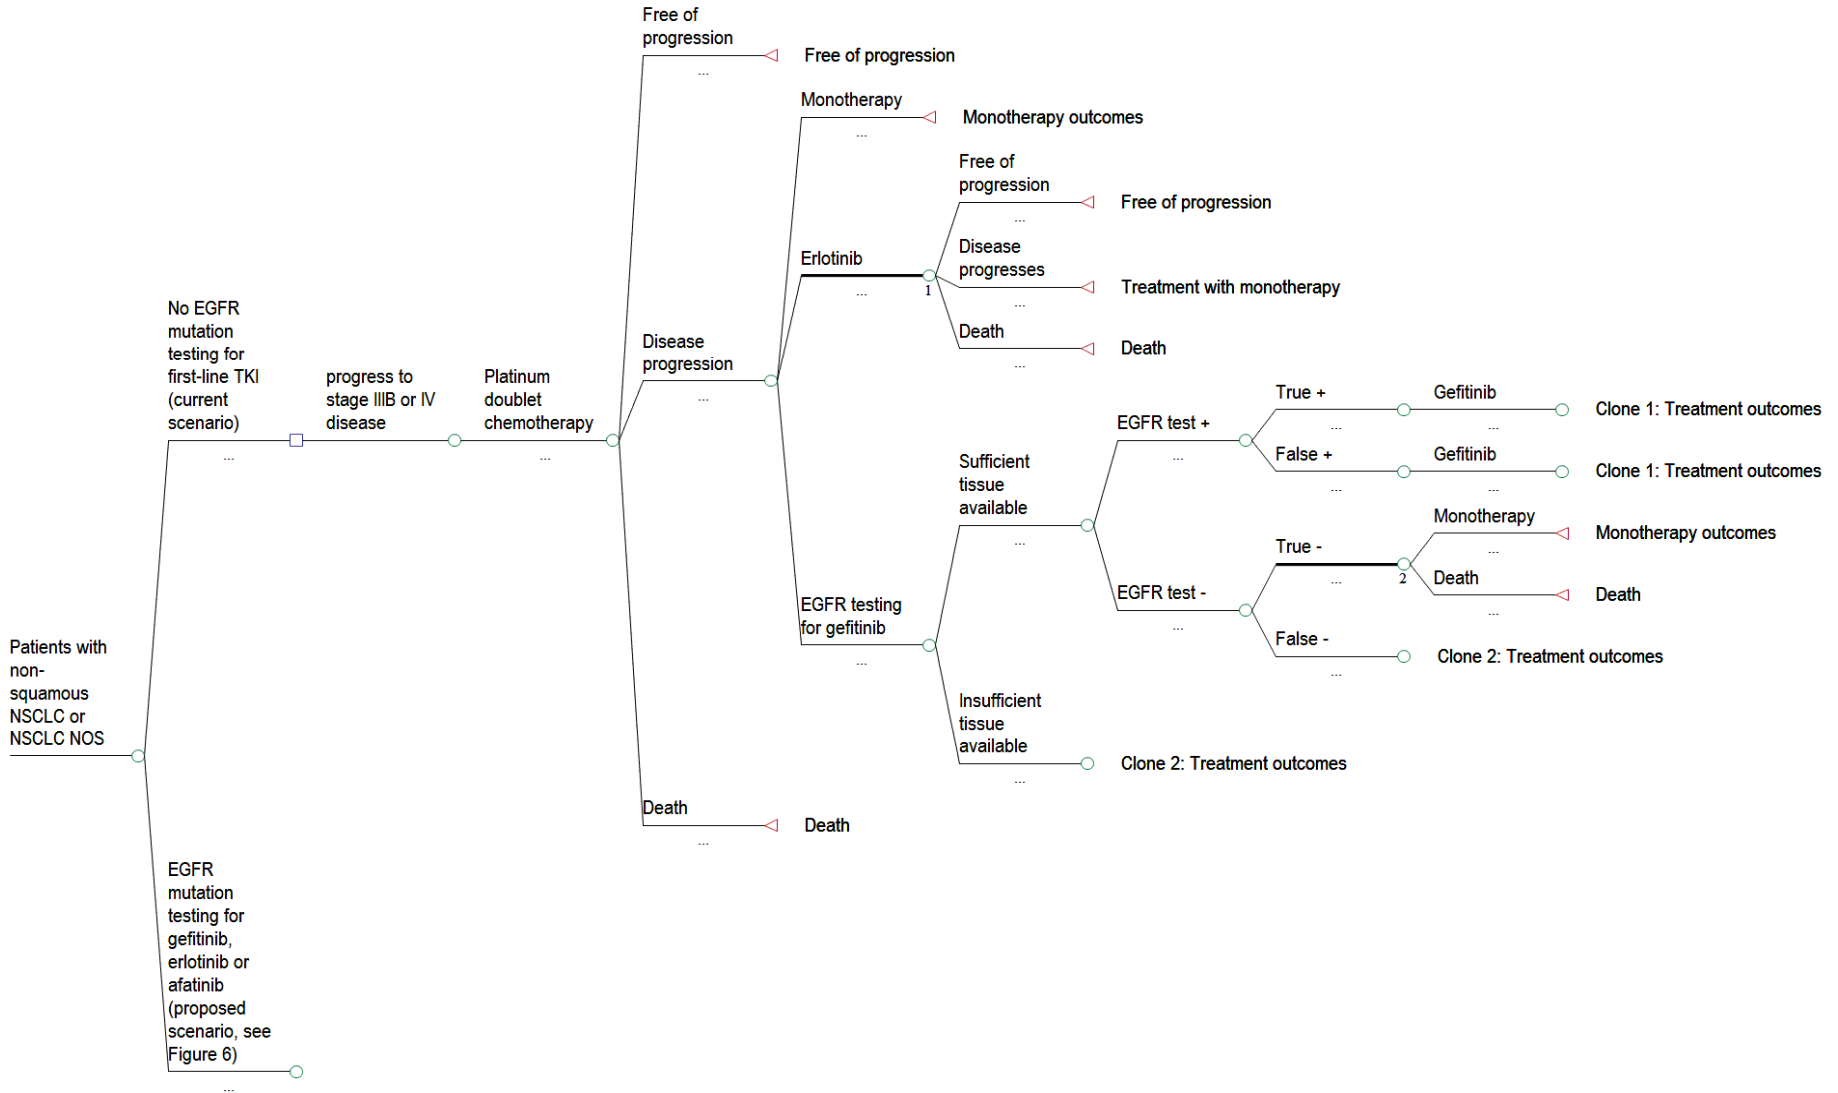 Free of
progression
...
Free of progression
Monotherapy
...
Monotherapy outcomes
Free of
progression
...
Free of progression
Erlotinib
...
1
Disease
progresses
...
Treatment with monotherapy
Death
...
Death
No EGFR
mutation
testing for
first-line TKI
(current
scenario)
...
progress to
stage IIIB or IV
disease
Platinum
doublet
chemotherapy
...
Disease
progression
...
True +
...
Gefitinib
...
Clone 1: Treatment outcomes
EGFR test +
...
False +
...
Gefitinib
...
Clone 1: Treatment outcomes
Sufficient
tissue
available
...
Monotherapy
...
Monotherapy outcomes
True -
...
2
Death
...
Death
EGFR test -
...
False -
...
Clone 2: Treatment outcomes
EGFR testing
for gefitinib
...
Insufficient
tissue
available
...
Clone 2: Treatment outcomes
Patients with
non-
squamous
NSCLC or
NSCLC NOS
Death
...
Death
EGFR
mutation
testing for
gefitinib,
erlotinib or
afatinib
(proposed
scenario, see
Figure 6)
...